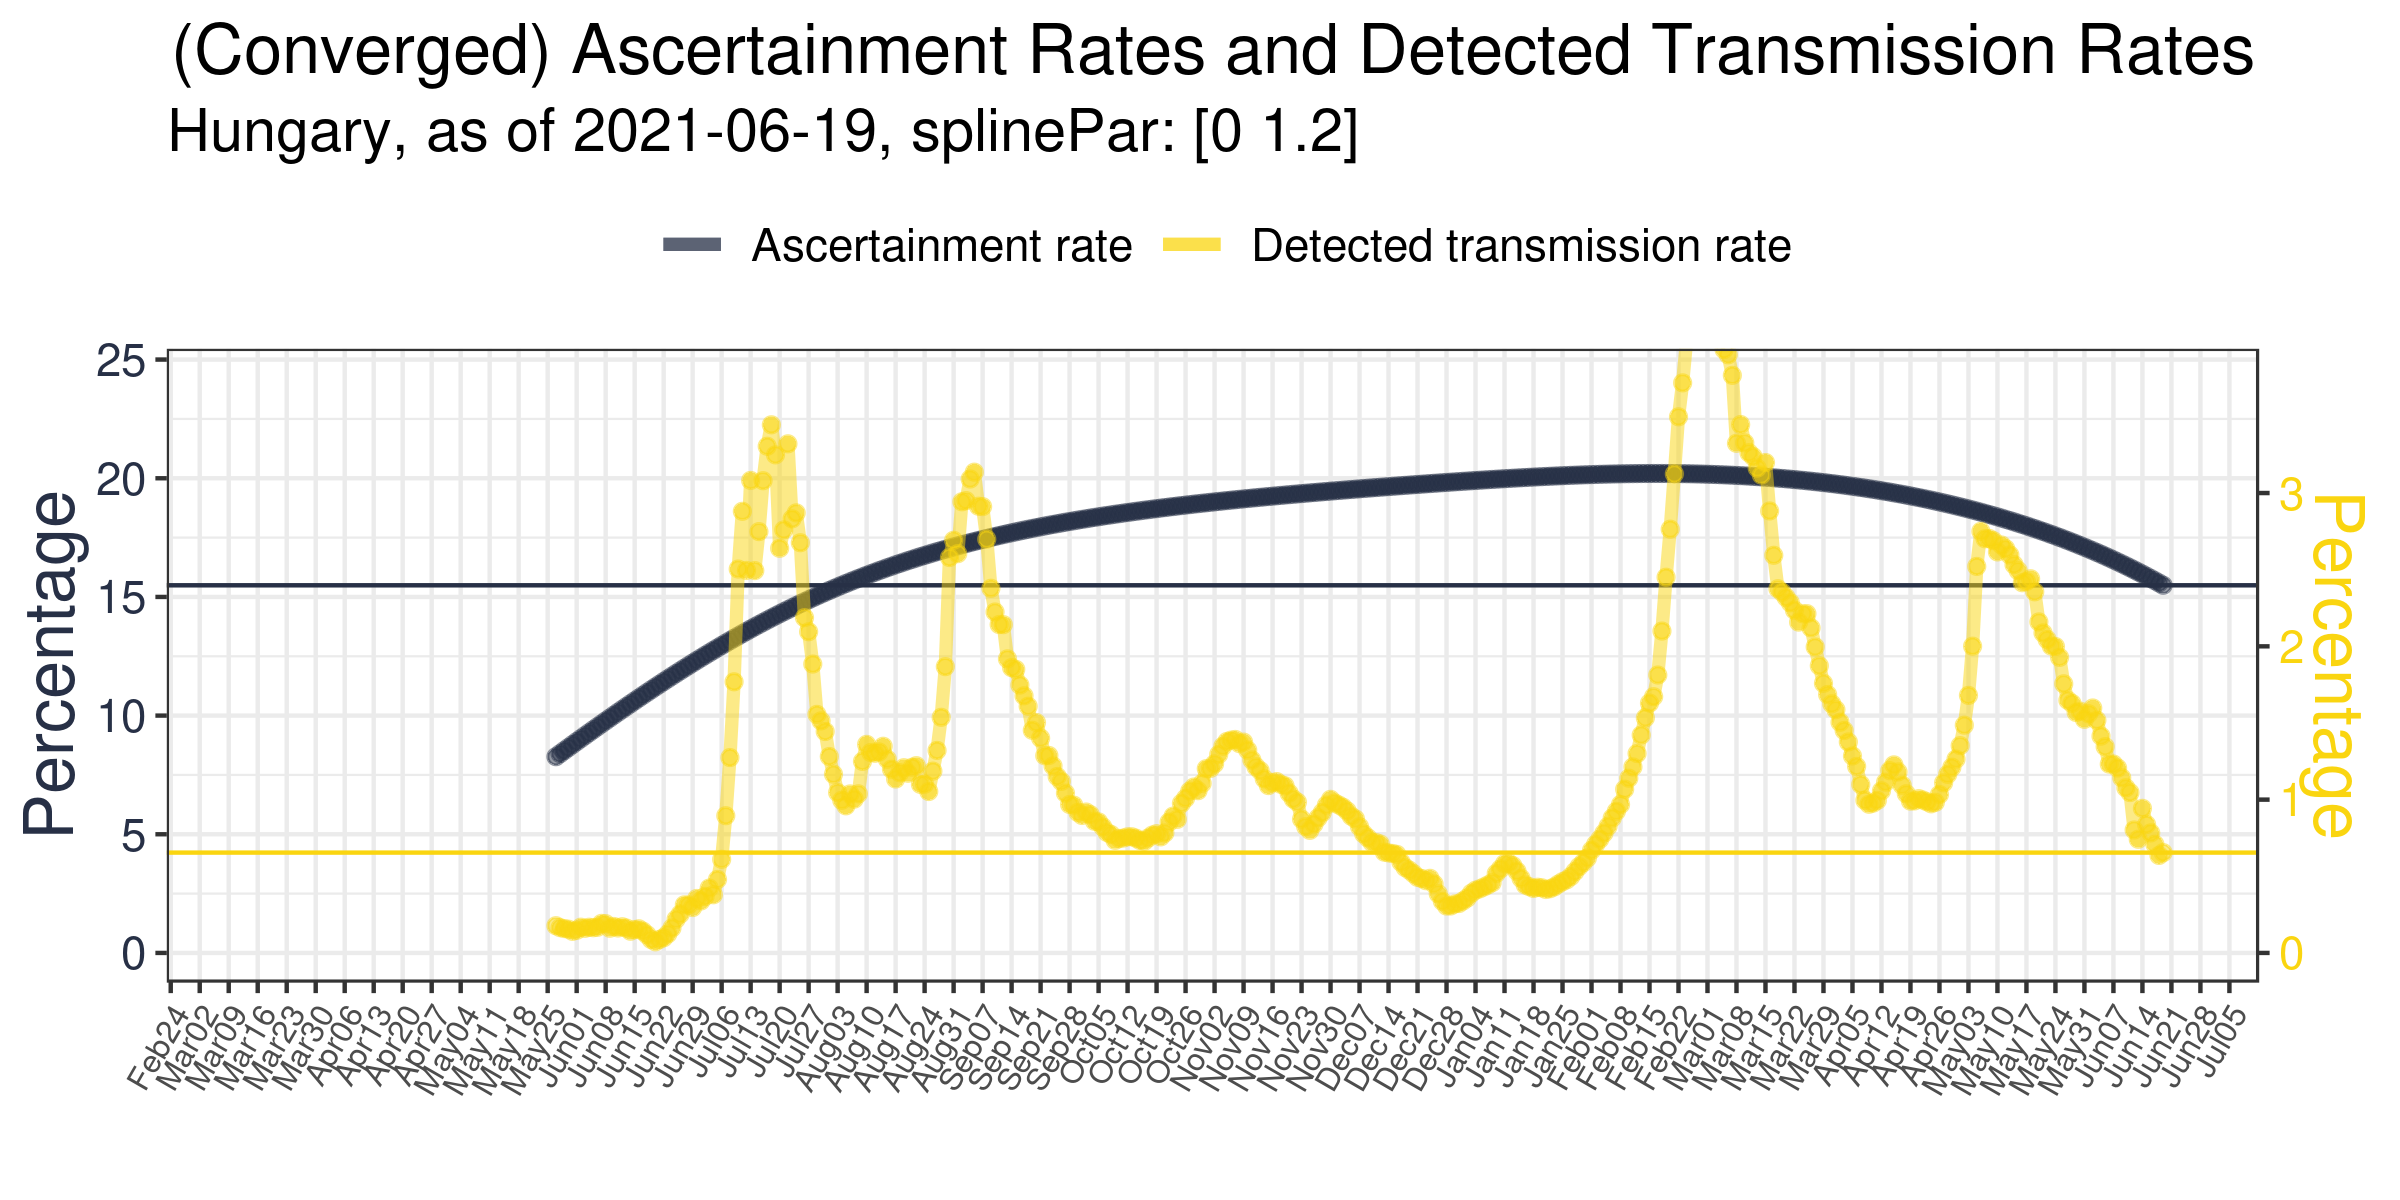 (Converged) Ascertainment Rates and Detected Transmission Rates
Hungary, as of 2021-06-19, splinePar: [0 1.2]
Ascertainment rate
Detected transmission rate
Percentage
25
20
15
10
5
0
3
2
1
0
Percentage
Feb24
Mar02
Mar09
Mar16
Mar23
Mar30
Apr06
Apr13
Apr20
Apr27
May04
May11
May18
May25
Jun01
Jun08
Jun15
Jun22
Jun29
Jul06
Jul13
Jul20
Jul27
Aug03
Aug10
Aug17
Aug24
Aug31
Sep07
Sep14
Sep21
Sep28
Oct05
Oct12
Oct19
Oct26
Nov02
Nov09
Nov16
Nov23
Nov30
Dec07
Dec14
Dec21
Dec28
Jan04
Jan11
Jan18
Jan25
Feb01
Feb08
Feb15
Feb22
Mar01
Mar08
Mar15
Mar22
Mar29
Apr05
Apr12
Apr19
Apr26
May03
May10
May17
May24
May31
Jun07
Jun14
Jun21
Jun28
Jul05